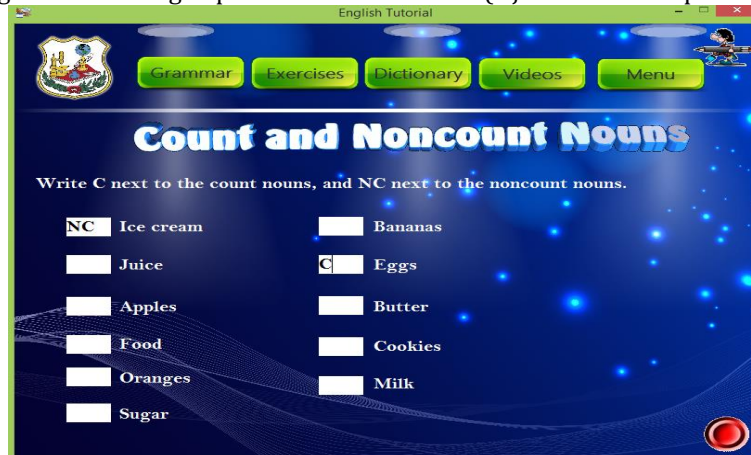 English Tutorial
Grammar Exercises Dictionary Videos Menu
Count and Noncount Nouns
Write C next to the count nouns, and NC next to the noncount nouns.
NC Ice cream
Juice
Apples
Food
Oranges
Sugar
Bananas
C Eggs
Butter
Cookies
Milk